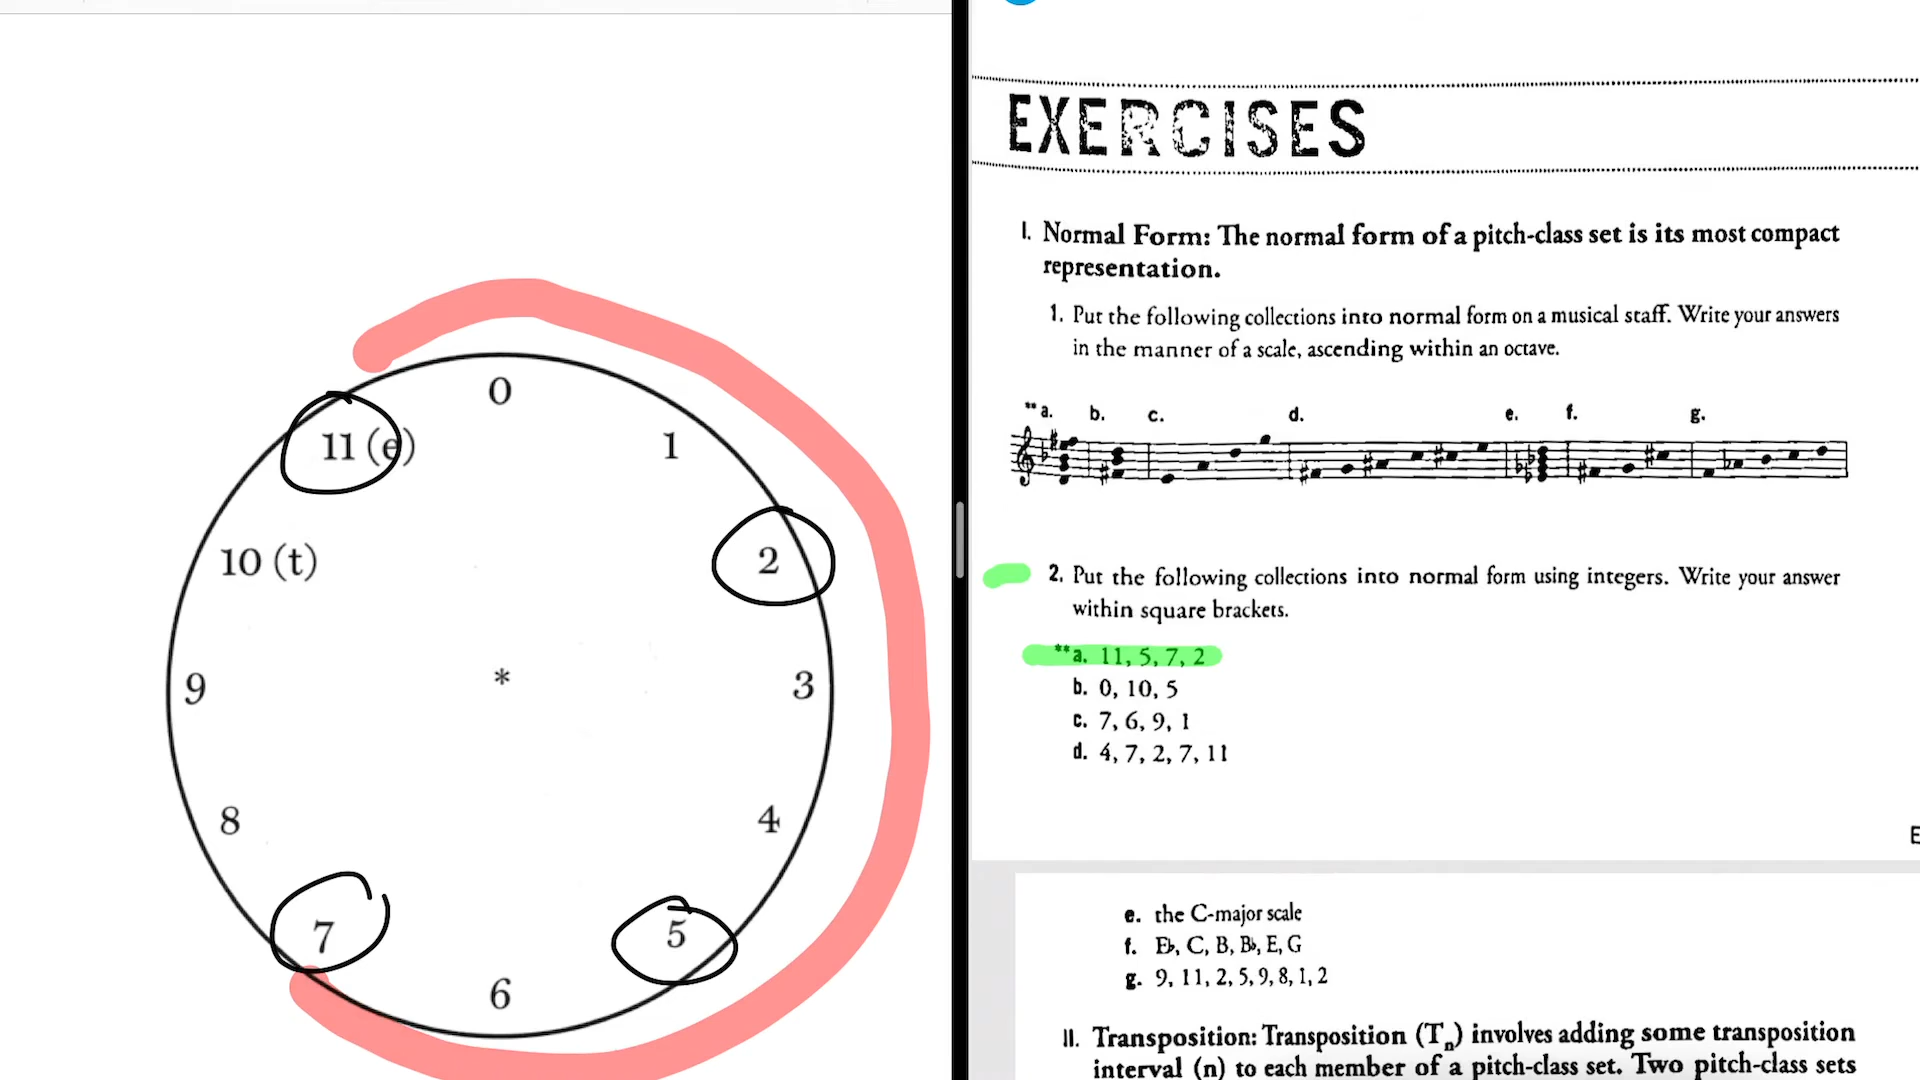 0
11 (e)
1
10 (t)
2
9
*
3
8
4
7
5
6
EXERCISES
I. Normal Form: The normal form of a pitch-class set is its most compact
representation.
1. Put the following collections into normal form on a musical staff. Write your answers
in the manner of a scale, ascending within an octave.
**a. b. c. d. e. f. g.
2. Put the following collections into normal form using integers. Write your answer
within square brackets.
**a. 11, 5, 7, 2
b. 0, 10, 5
c. 7, 6, 9, 1
d. 4, 7, 2, 7, 11
E
e. the C-major scale
f. E♭, C, B, B♭, E, G
g. 9, 11, 2, 5, 9, 8, 1, 2
II. Transposition: Transposition (Tn) involves adding some transposition
interval (n) to each member of a pitch-class set. Two pitch-class sets